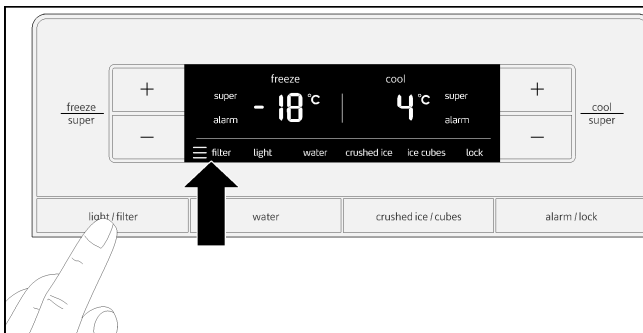 freeze
super
+
−
freeze
cool
super
alarm
-18 °C
4 °C
super
alarm
filter light water crushed ice ice cubes lock
+
−
cool
super
light / filter
water
crushed ice / cubes
alarm / lock